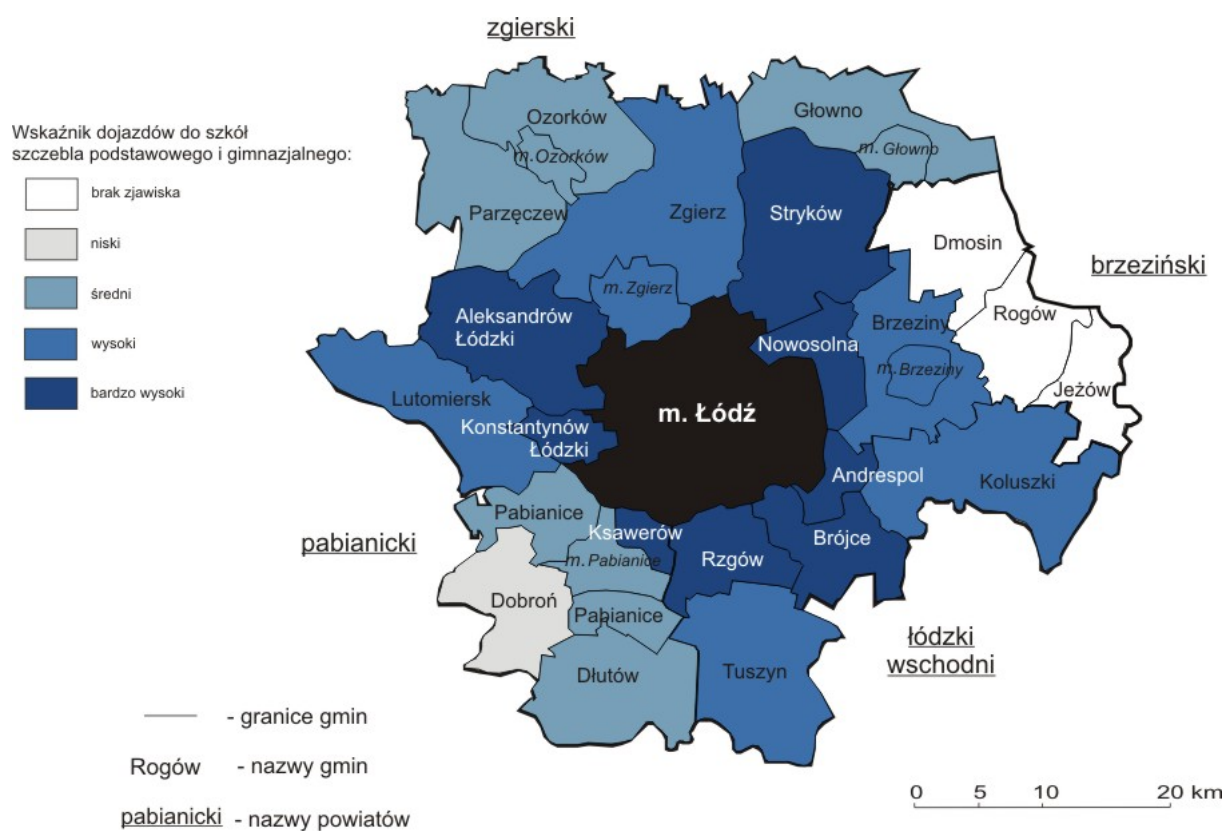 zgierski
Wskaźnik dojazdów do szkół
szczebla podstawowego i gimnazjalnego:
brak zjawiska
niski
średni
wysoki
bardzo wysoki
Ozorków
m. Ozorków
Parzęczew
Głowno
m. Głowno
Zgierz
Stryków
Dmosin
brzeziński
m. Zgierz
Rogów
Aleksandrów
Łódzki
Nowosolna
Brzeziny
m. Brzeziny
Jeżów
Lutomiersk
m. Łódź
Konstantynów
Łódzki
Andrespol
Koluszki
Pabianice
pabianicki
Ksawerów
Brójce
m. Pabianice
Rzgów
Dobroń
Pabianice
łódzki
wschodni
Dłutów
Tuszyn
- granice gmin
Rogów - nazwy gmin
pabianicki - nazwy powiatów
0 5 10 20 km